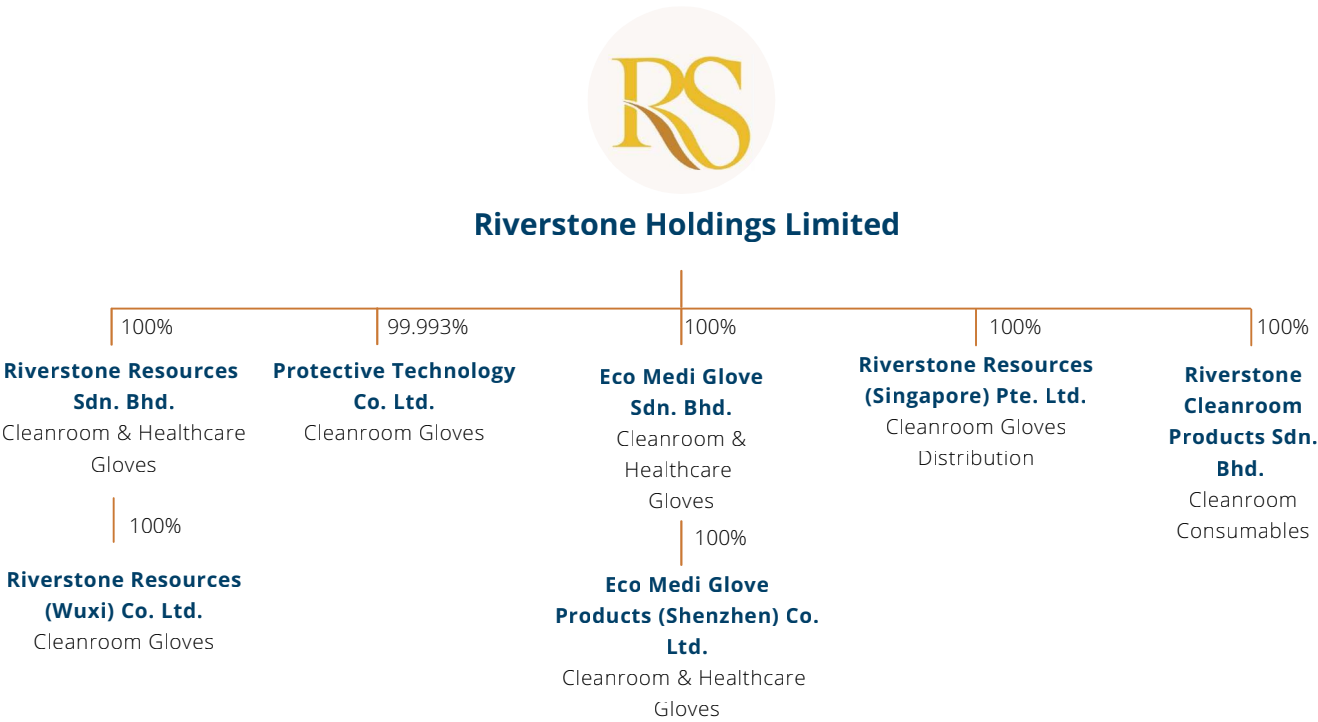 RS
Riverstone Holdings Limited
100%
99.993%
100%
100%
100%
Riverstone Resources
Sdn. Bhd.
Cleanroom & Healthcare
Gloves
Protective Technology
Co. Ltd.
Cleanroom Gloves
Eco Medi Glove
Sdn. Bhd.
Cleanroom &
Healthcare
Gloves
Riverstone Resources
(Singapore) Pte. Ltd.
Cleanroom Gloves
Distribution
Riverstone
Cleanroom
Products Sdn.
Bhd.
Cleanroom
Consumables
100%
Riverstone Resources
(Wuxi) Co. Ltd.
Cleanroom Gloves
100%
Eco Medi Glove
Products (Shenzhen) Co.
Ltd.
Cleanroom & Healthcare
Gloves